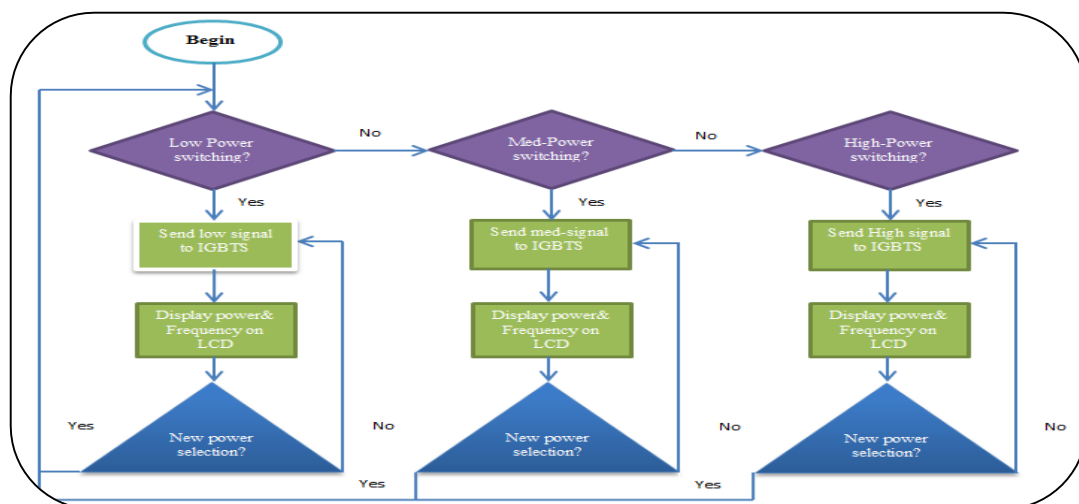 Begin
Low Power
switching?
No
Med-Power
switching?
No
High-Power
switching?
Yes
Yes
Yes
Send low signal
to IGBTS
Send med-signal
to IGBTS
Send High signal
to IGBTS
No
No
Display power&
Frequency on
LCD
Display power&
Frequency on
LCD
Display power&
Frequency on
LCD
Yes
No
No
No
New power
selection?
New power
selection?
New power
selection?
Yes
Yes